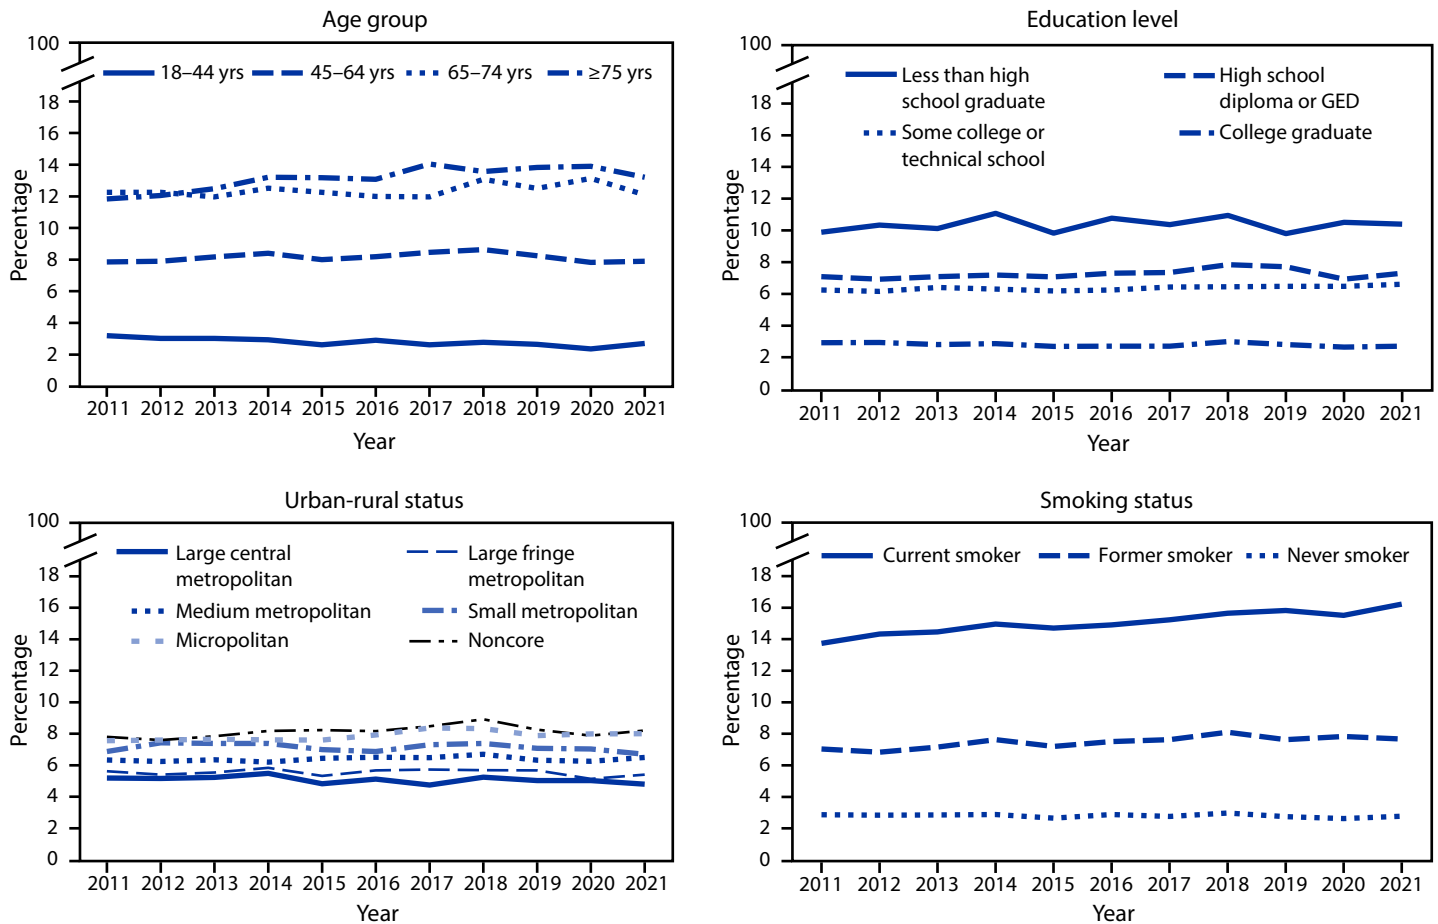 Age group
100
18–44 yrs 45–64 yrs 65–74 yrs ≥75 yrs
18
16
14
12
10
8
6
4
2
0
Percentage
2011 2012 2013 2014 2015 2016 2017 2018 2019 2020 2021
Year
Education level
100
Less than high
school graduate
High school
diploma or GED
Some college or
technical school
College graduate
18
16
14
12
10
8
6
4
2
0
Percentage
2011 2012 2013 2014 2015 2016 2017 2018 2019 2020 2021
Year
Urban-rural status
100
Large central
metropolitan
Large fringe
metropolitan
Medium metropolitan
Small metropolitan
Micropolitan
Noncore
18
16
14
12
10
8
6
4
2
0
Percentage
2011 2012 2013 2014 2015 2016 2017 2018 2019 2020 2021
Year
Smoking status
100
Current smoker Former smoker Never smoker
18
16
14
12
10
8
6
4
2
0
Percentage
2011 2012 2013 2014 2015 2016 2017 2018 2019 2020 2021
Year